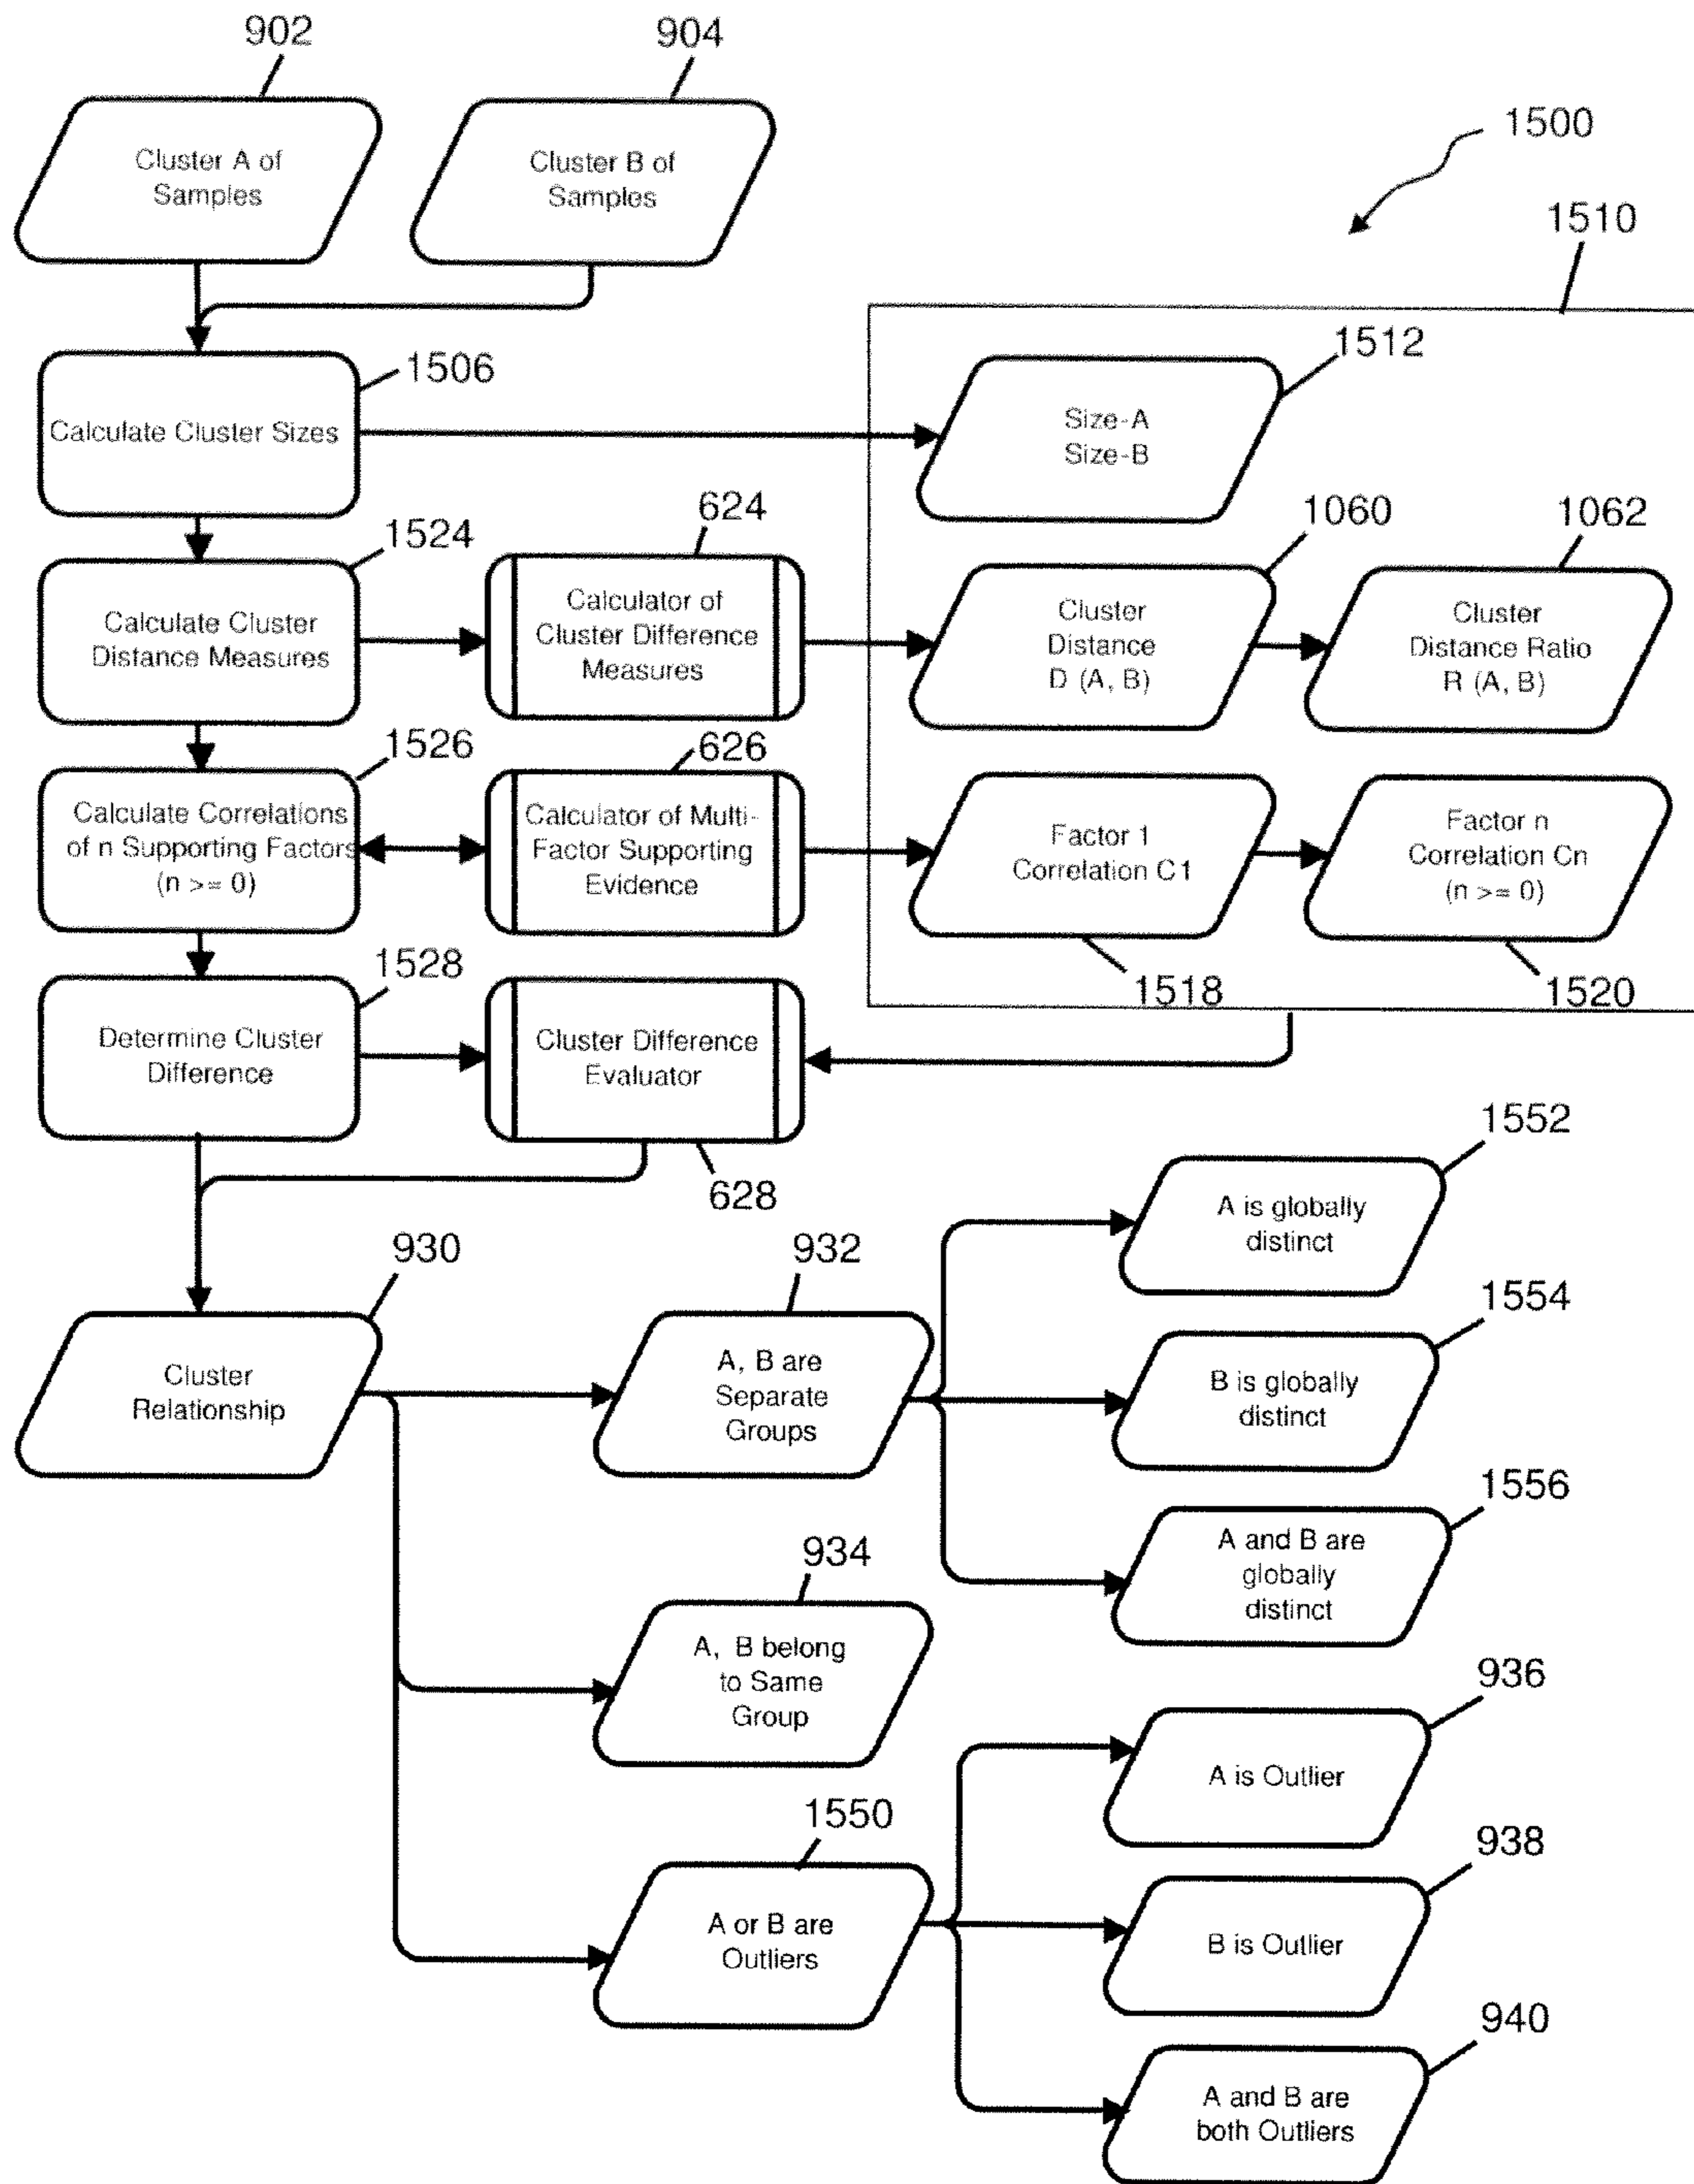 902
904
Cluster A of
Samples
Cluster B of
Samples
1500
1510
1506
Calculate Cluster Sizes
1512
Size-A
Size-B
1524
Calculate Cluster
Distance Measures
624
Calculator of
Cluster Difference
Measures
1060
Cluster
Distance
D (A, B)
1062
Cluster
Distance Ratio
R (A, B)
1526
Calculate Correlations
of n Supporting Factors
(n >= 0)
626
Calculator of Multi-
Factor Supporting
Evidence
Factor 1
Correlation C1
1518
Factor n
Correlation Cn
(n >= 0)
1520
1528
Determine Cluster
Difference
Cluster Difference
Evaluator
628
930
Cluster
Relationship
932
A, B are
Separate
Groups
1552
A is globally
distinct
1554
B is globally
distinct
1556
A and B are
globally
distinct
934
A, B belong
to Same
Group
1550
A or B are
Outliers
936
A is Outlier
938
B is Outlier
940
A and B are
both Outliers